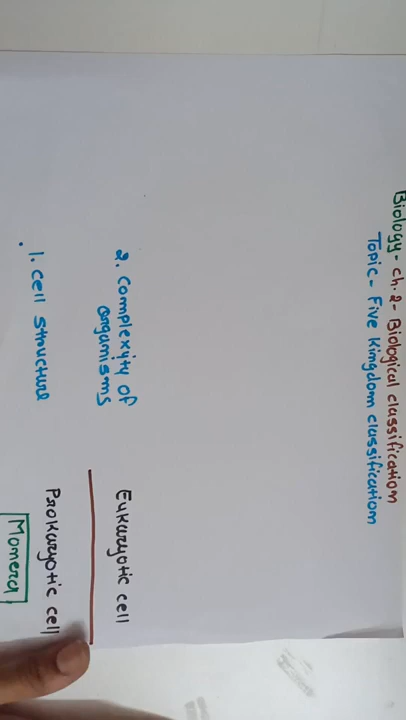 Biology- ch.2- Biological classification
Topic- Five Kingdom classification
2. Complexity of
organisms
Eukaryotic cell
1. cell structure
Prokaryotic cell
Monera